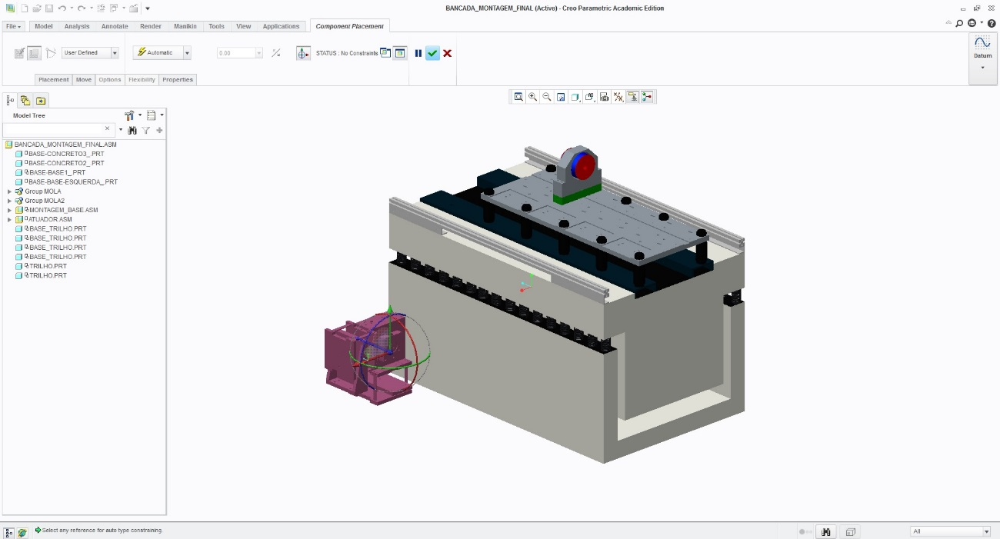 BANCADA_MONTAGEM_FINAL (Active) - Creo Parametric Academic Edition
File Model Analysis Annotate Render Manikin Tools View Applications Component Placement
User Defined Automatic 0.00 STATUS : No Constraints
Datum
Placement Move Options Flexibility Properties
Model Tree
BANCADA_MONTAGEM_FINAL.ASM
BASE-CONCRETO3_.PRT
BASE-CONCRETO2_.PRT
BASE-BASE1_.PRT
BASE-BASE-ESQUERDA_.PRT
Group MOLA
Group MOLA2
MONTAGEM_BASE.ASM
ATUADOR.ASM
BASE_TRILHO.PRT
BASE_TRILHO.PRT
BASE_TRILHO.PRT
BASE_TRILHO.PRT
TRILHO.PRT
TRILHO.PRT
Select any reference for auto type constraining.
All